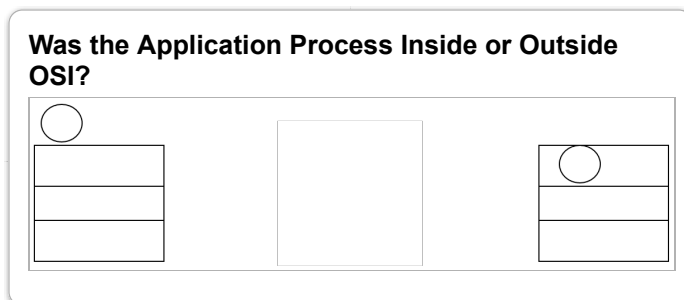 Was the Application Process Inside or Outside
OSI?